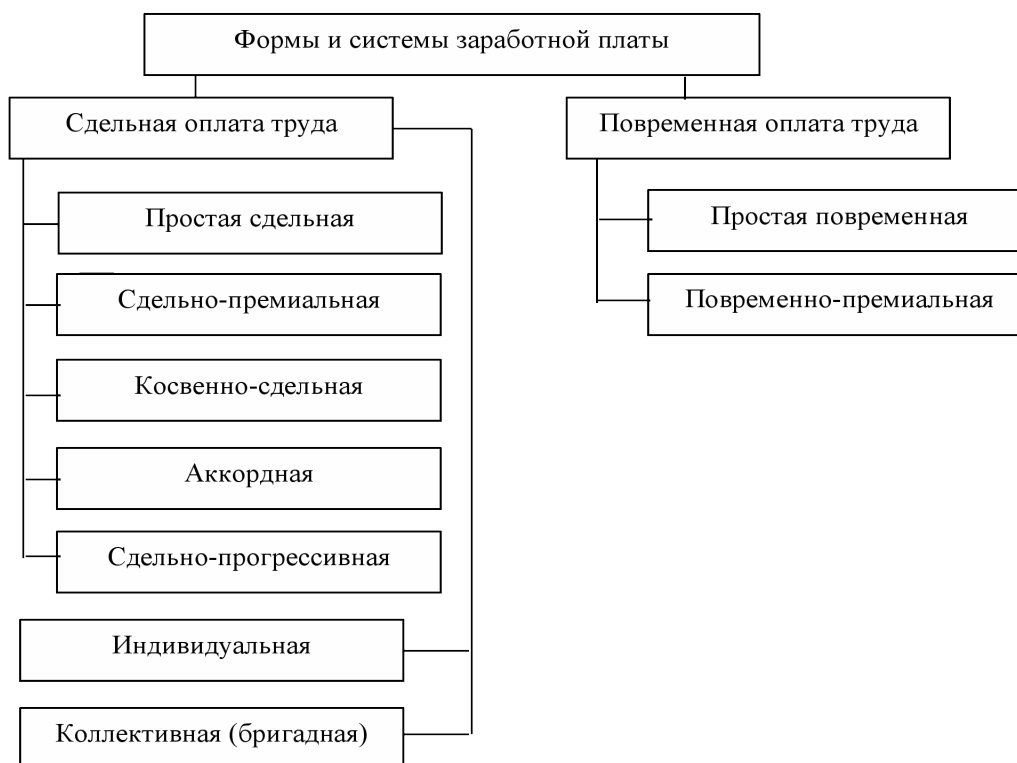 Формы и системы заработной платы
Сдельная оплата труда
Повременная оплата труда
Простая сдельная
Простая повременная
Сдельно-премиальная
Повременно-премиальная
Косвенно-сдельная
Аккордная
Сдельно-прогрессивная
Индивидуальная
Коллективная (бригадная)